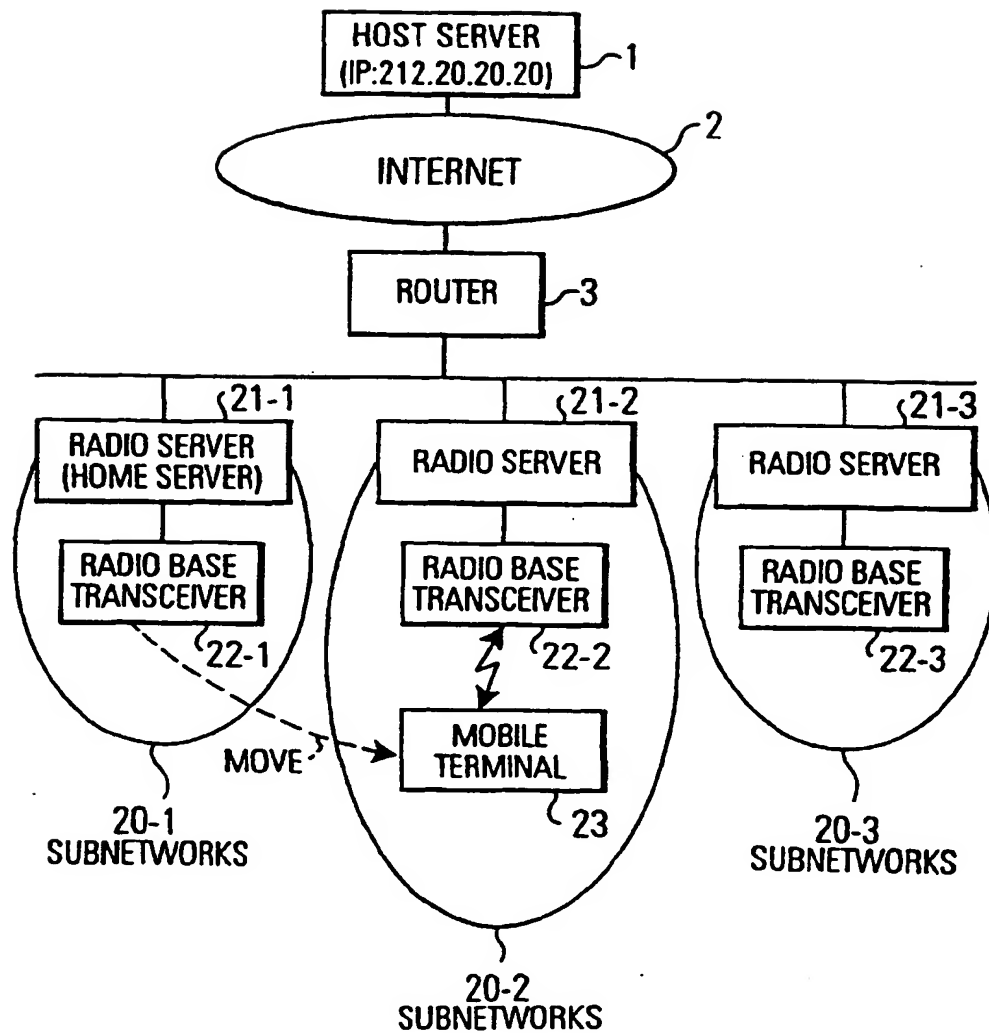 HOST SERVER
(IP:212.20.20.20)
1
2
INTERNET
ROUTER
3
21-1
21-2
21-3
RADIO SERVER
(HOME SERVER)
RADIO SERVER
RADIO SERVER
RADIO BASE
TRANSCEIVER
RADIO BASE
TRANSCEIVER
RADIO BASE
TRANSCEIVER
22-1
22-2
22-3
MOVE
MOBILE
TERMINAL
23
20-1
SUBNETWORKS
20-3
SUBNETWORKS
20-2
SUBNETWORKS